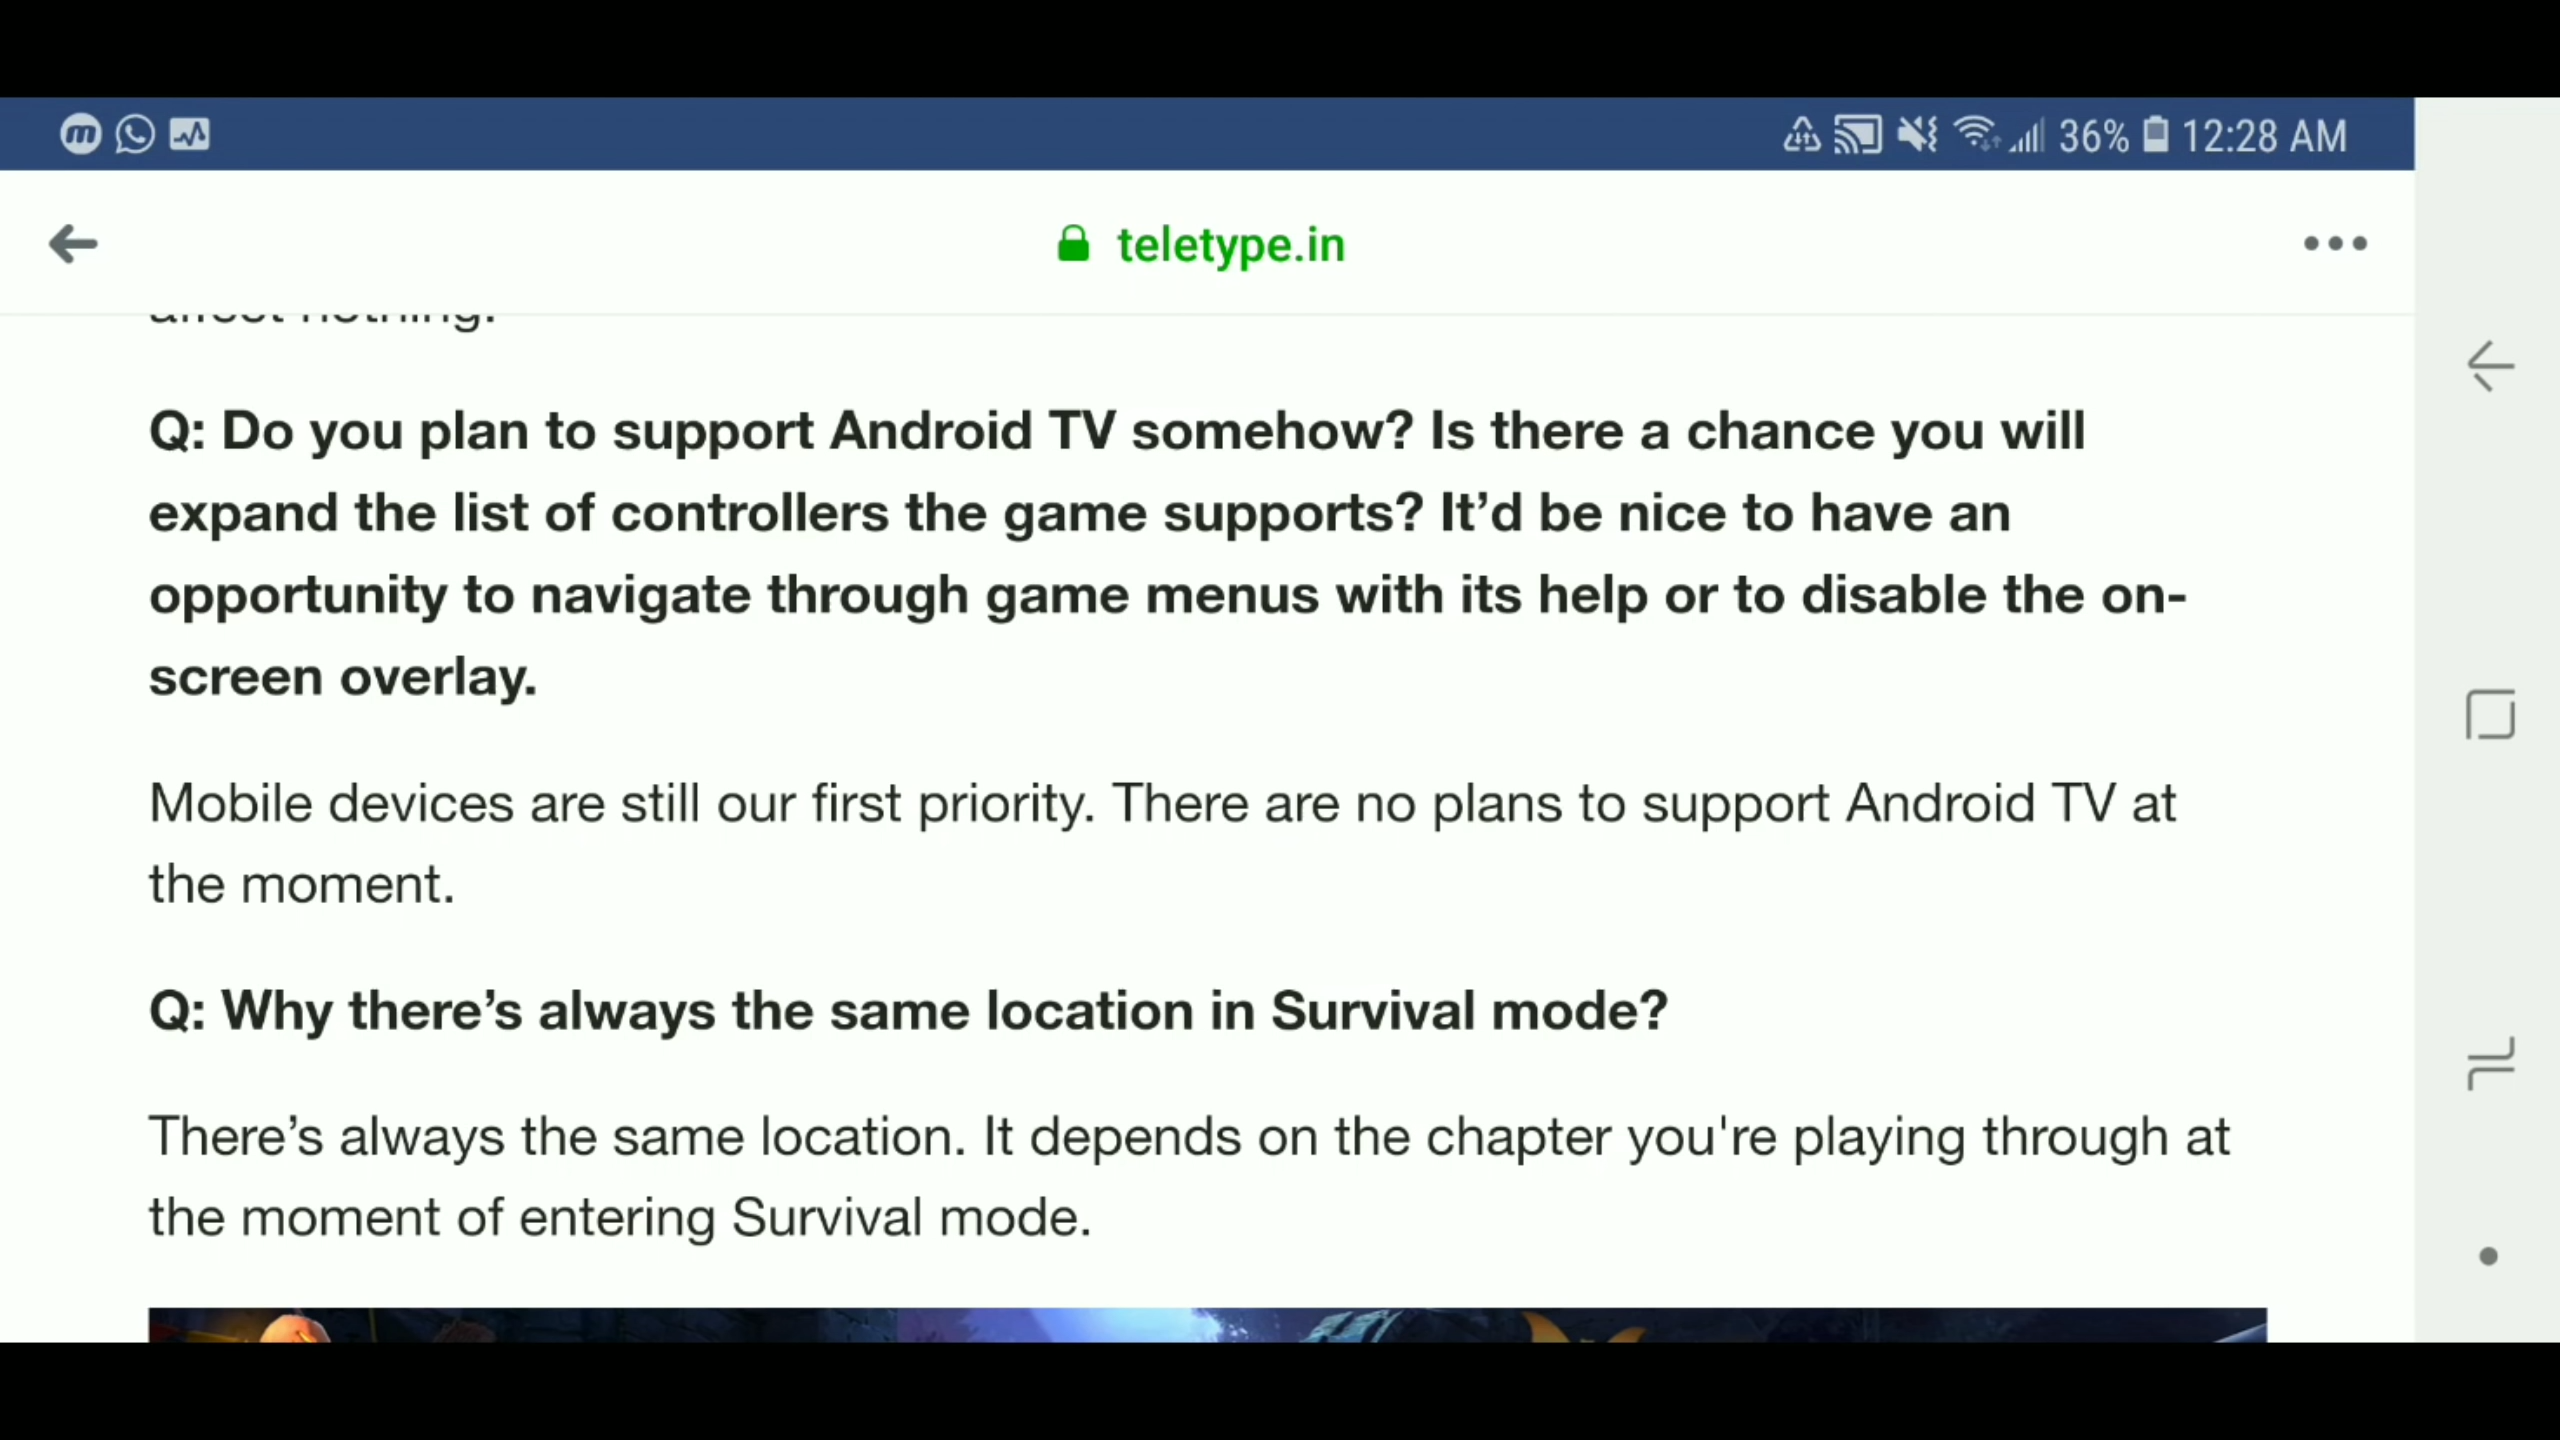 36% 12:28 AM
teletype.in
affect nothing.
Q: Do you plan to support Android TV somehow? Is there a chance you will
expand the list of controllers the game supports? It’d be nice to have an
opportunity to navigate through game menus with its help or to disable the on-
screen overlay.
Mobile devices are still our first priority. There are no plans to support Android TV at
the moment.
Q: Why there’s always the same location in Survival mode?
There’s always the same location. It depends on the chapter you're playing through at
the moment of entering Survival mode.